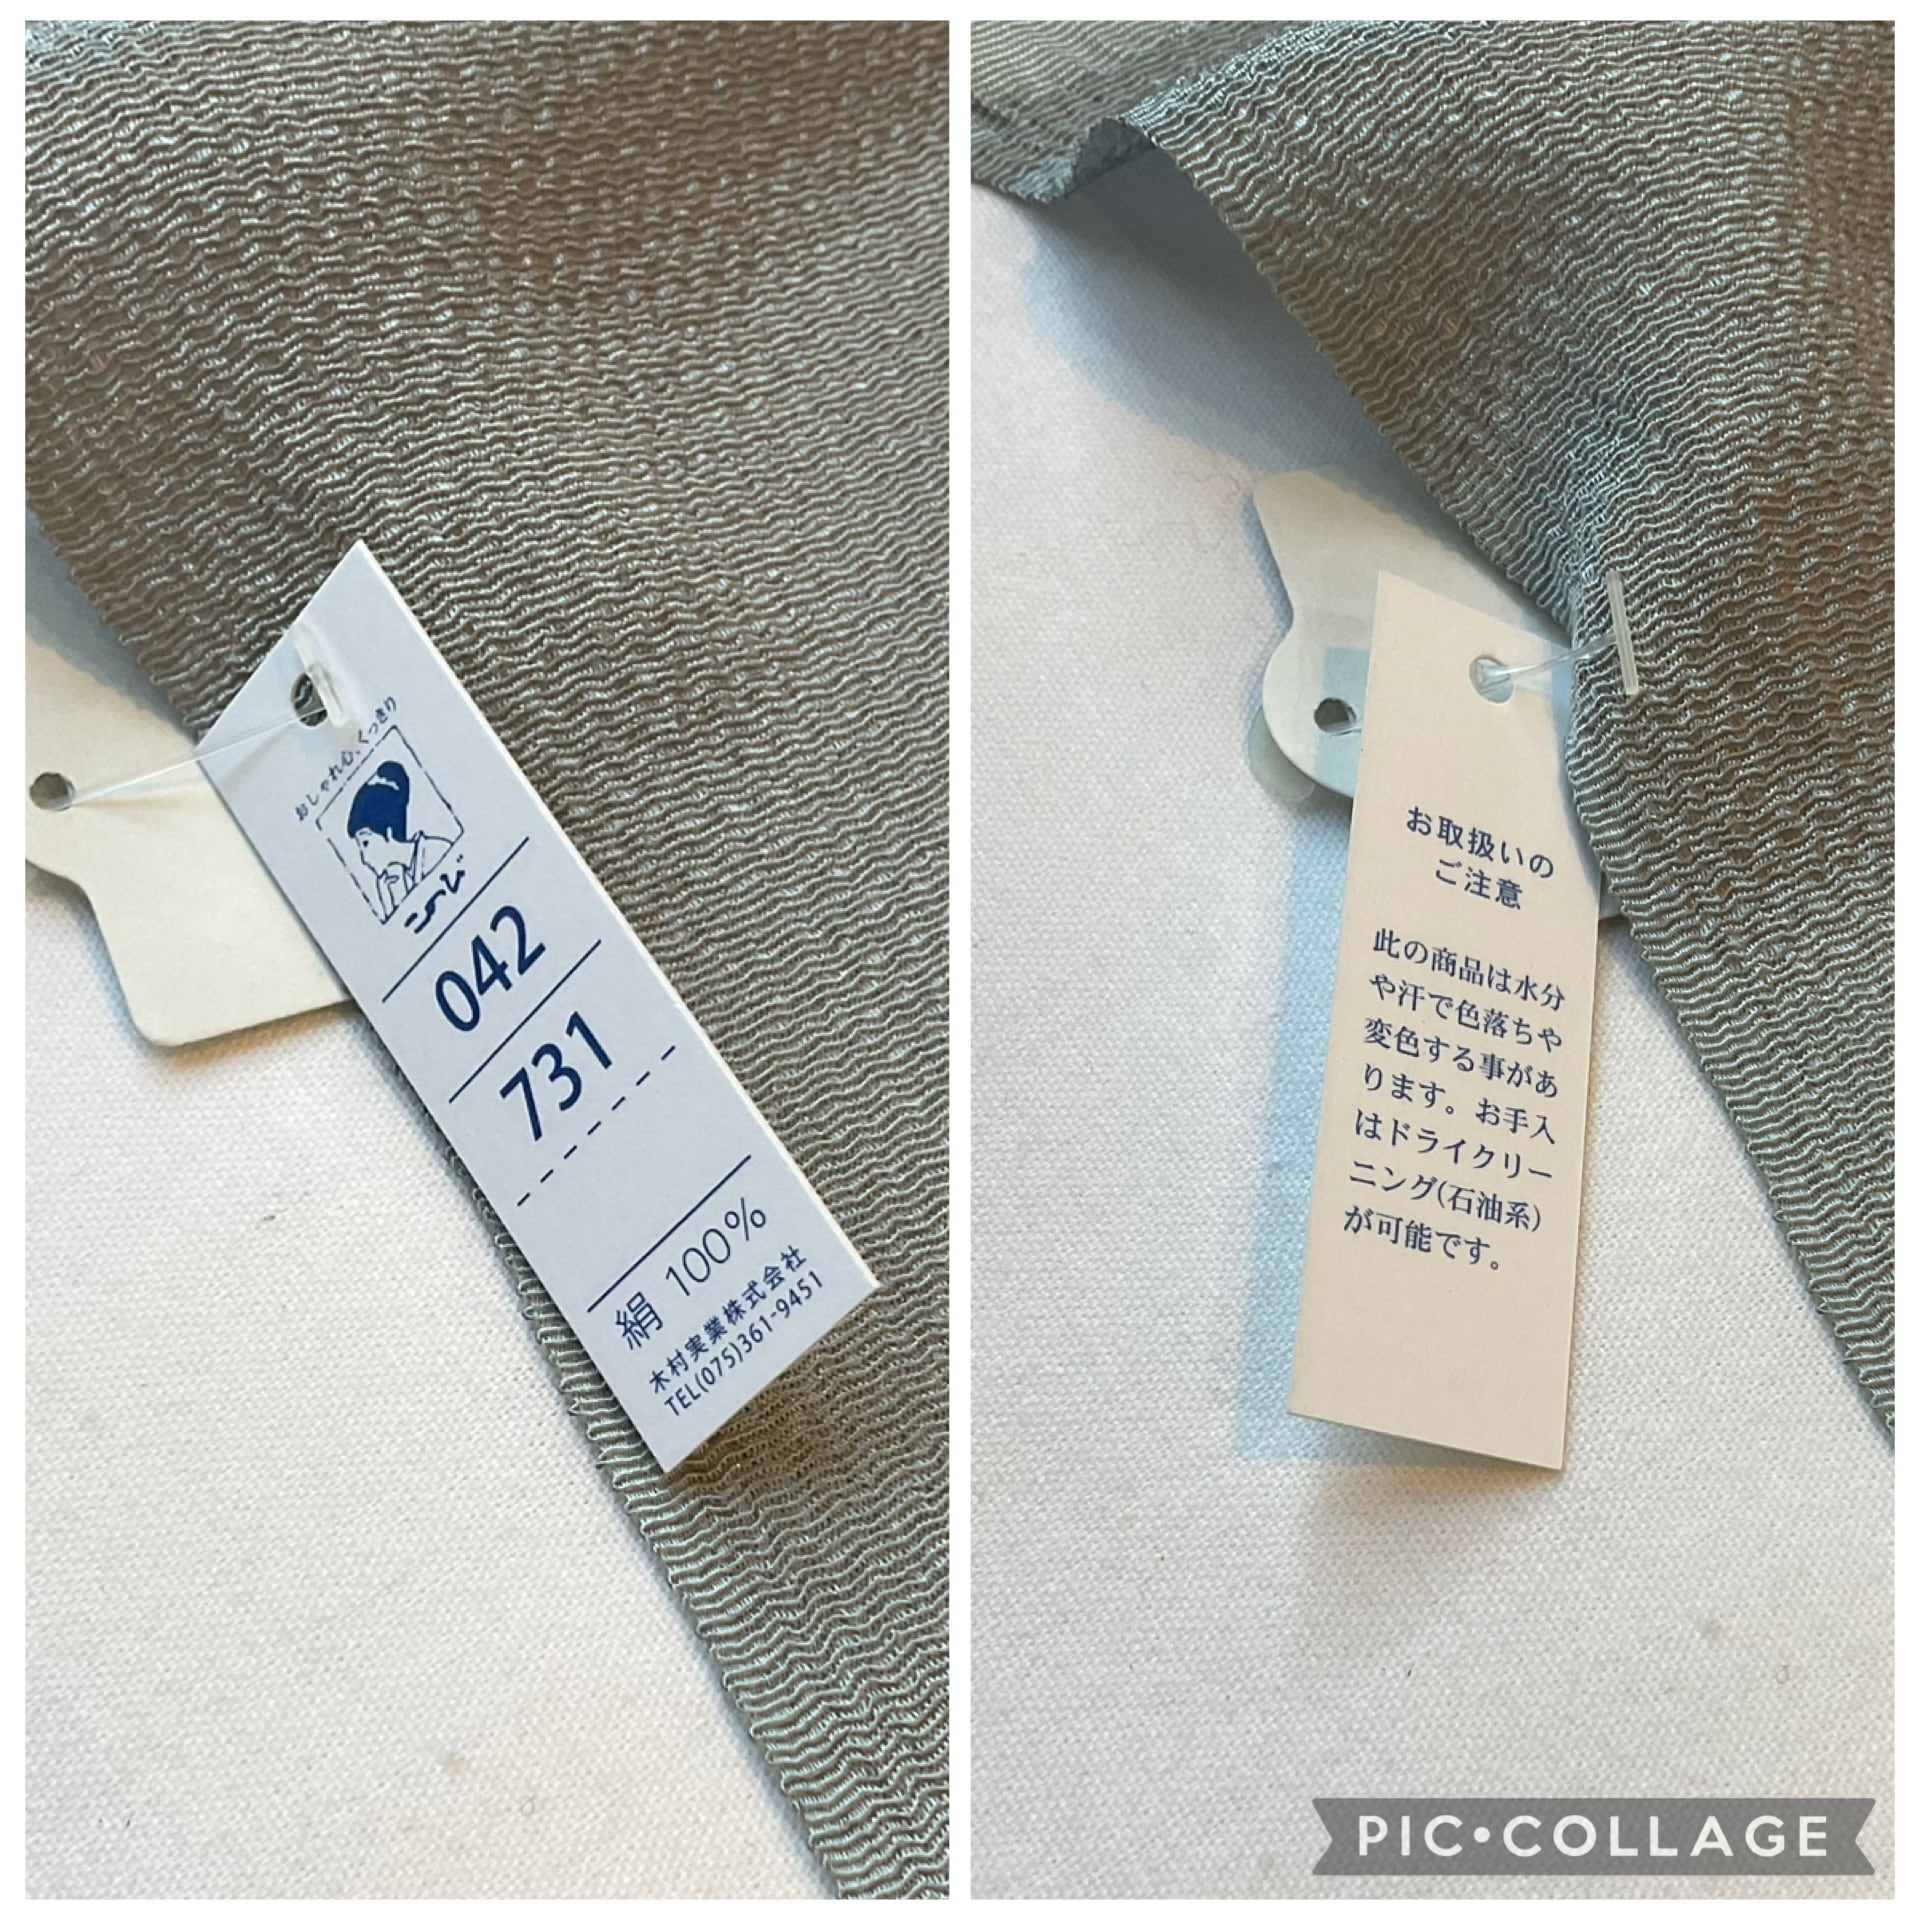 おしゃれ心、くっきり
このび
042
731
絹 100%
木村実業株式会社
TEL(075)361-9451
お取扱いの
ご注意
此の商品は水分
や汗で色落ちや
変色する事があ
ります。お手入
はドライクリー
ニング(石油系)
が可能です。
PIC•COLLAGE